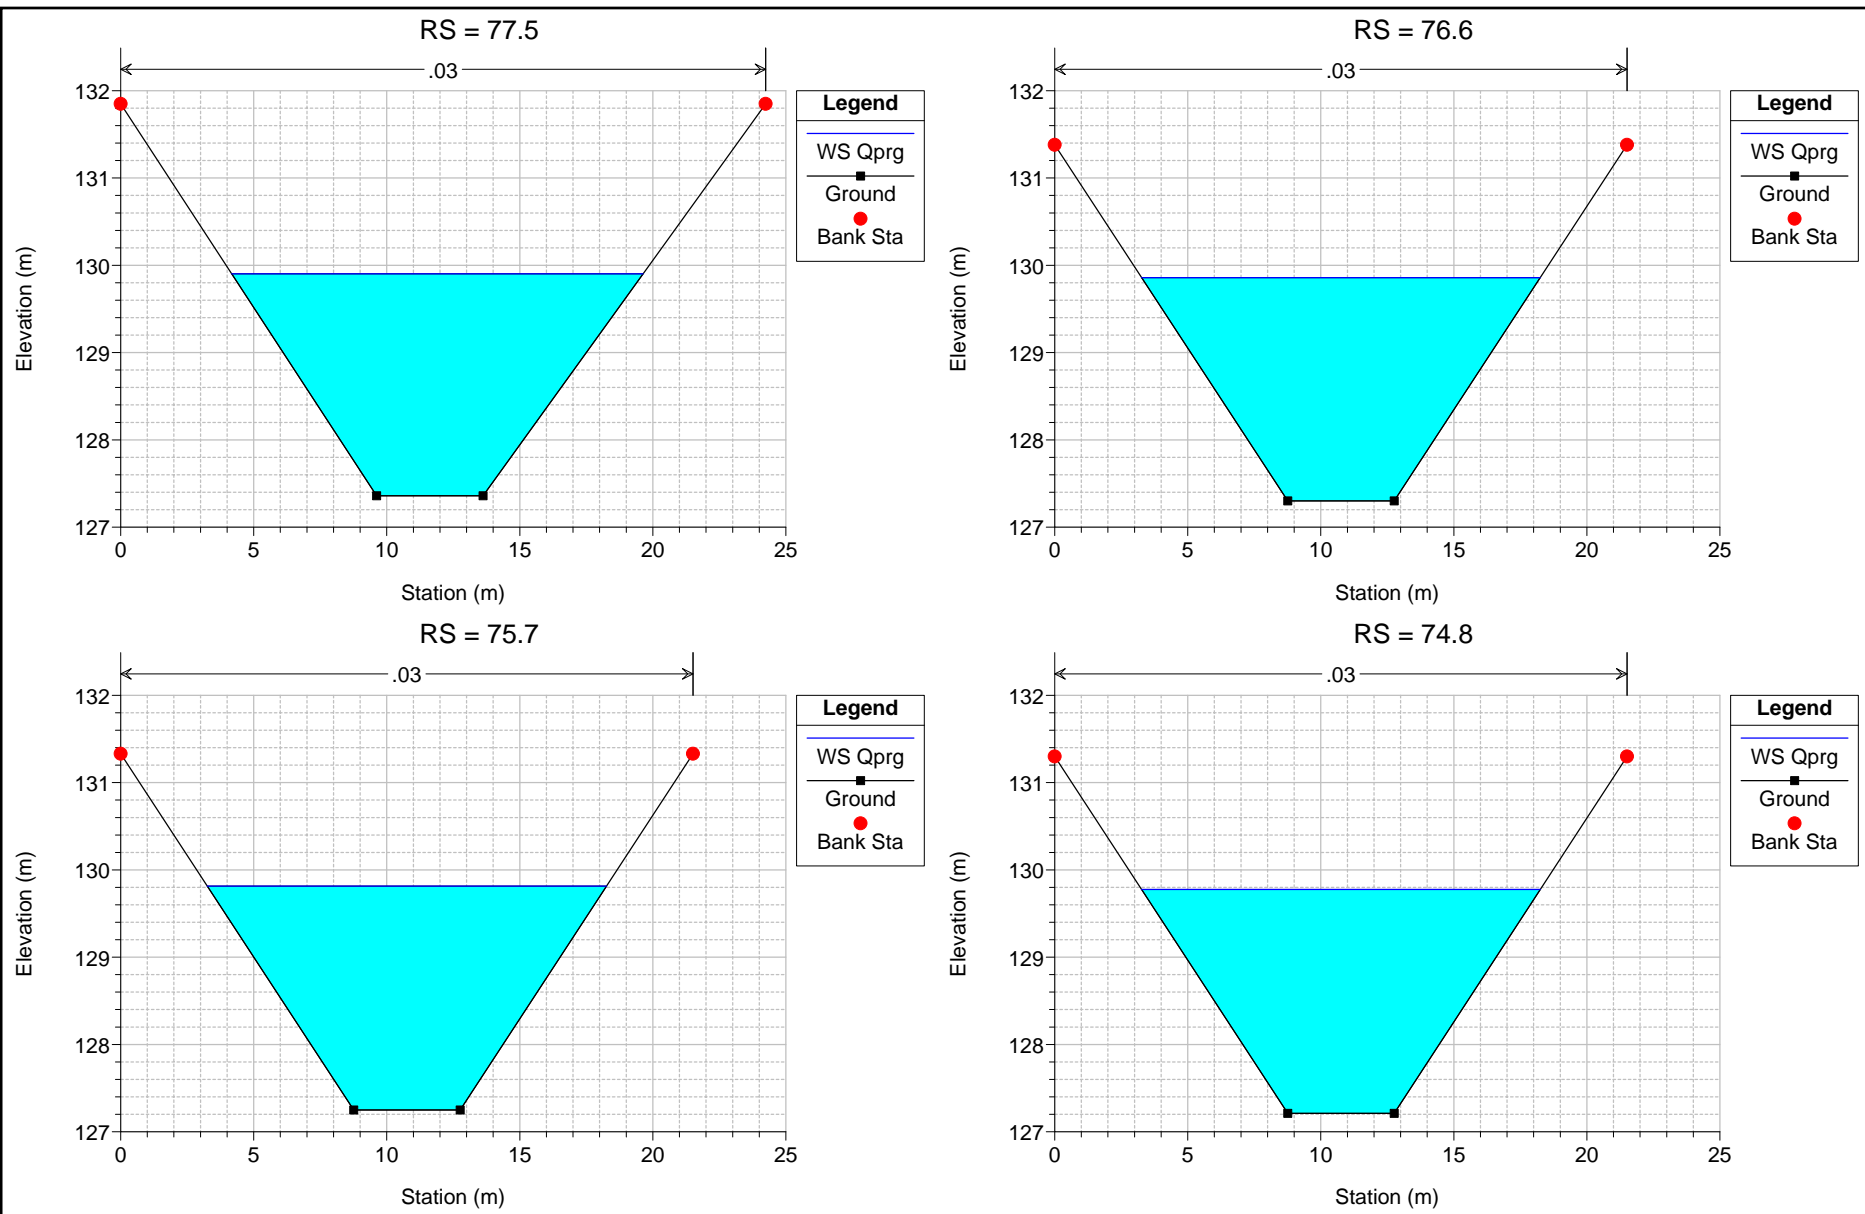 RS = 77.5
.03
132
131
130
129
128
127
0 5 10 15 20 25
Elevation (m)
Station (m)
Legend
WS Qprg
Ground
Bank Sta
RS = 76.6
.03
132
131
130
129
128
127
0 5 10 15 20 25
Elevation (m)
Station (m)
Legend
WS Qprg
Ground
Bank Sta
RS = 75.7
.03
132
131
130
129
128
127
0 5 10 15 20 25
Elevation (m)
Station (m)
Legend
WS Qprg
Ground
Bank Sta
RS = 74.8
.03
132
131
130
129
128
127
0 5 10 15 20 25
Elevation (m)
Station (m)
Legend
WS Qprg
Ground
Bank Sta